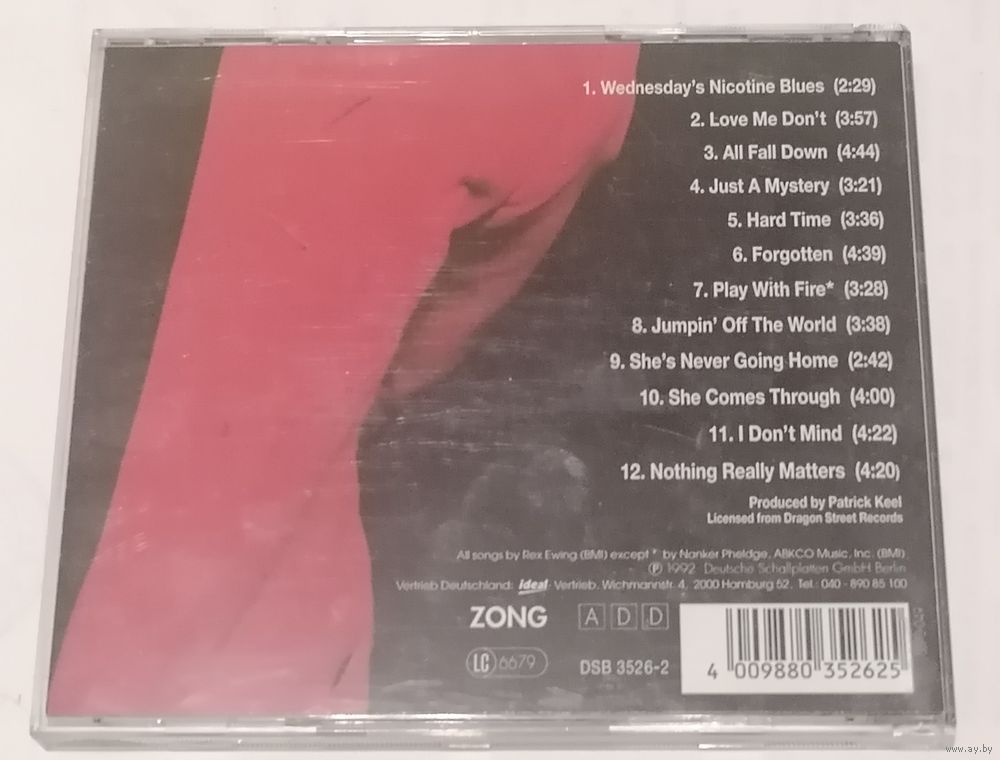 1. Wednesday's Nicotine Blues (2:29)
2. Love Me Don't (3:57)
3. All Fall Down (4:44)
4. Just A Mystery (3:21)
5. Hard Time (3:36)
6. Forgotten (4:39)
7. Play With Fire* (3:28)
8. Jumpin' Off The World (3:38)
9. She's Never Going Home (2:42)
10. She Comes Through (4:00)
11. I Don't Mind (4:22)
12. Nothing Really Matters (4:20)
Produced by Patrick Keel
Licensed from Dragon Street Records
All songs by Rex Ewing (BMI) except * by Nanker Pheldge, ABKCO Music, Inc. (BMI)
℗ 1992 Deutsche Schallplatten GmbH Berlin
Vertrieb Deutschland: Ideal Vertrieb, Wichmannstr. 4, 2000 Hamburg 52, Tel. 040 - 890 85 100
ZONG ADD
LC 6679 DSB 3526-2
4 009880 352625
www.ay.by